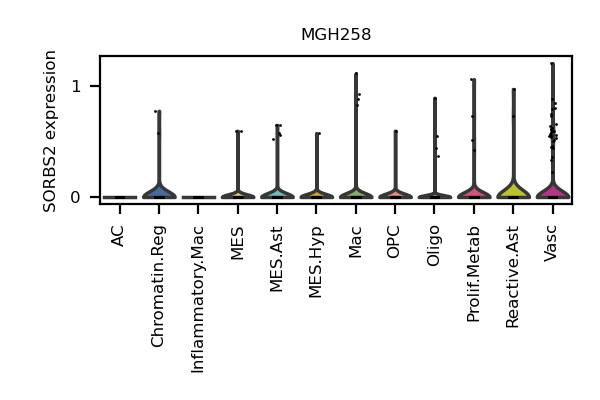 MGH258
SORBS2 expression
1
0
AC
Chromatin.Reg
Inflammatory.Mac
MES
MES.Ast
MES.Hyp
Mac
OPC
Oligo
Prolif.Metab
Reactive.Ast
Vasc